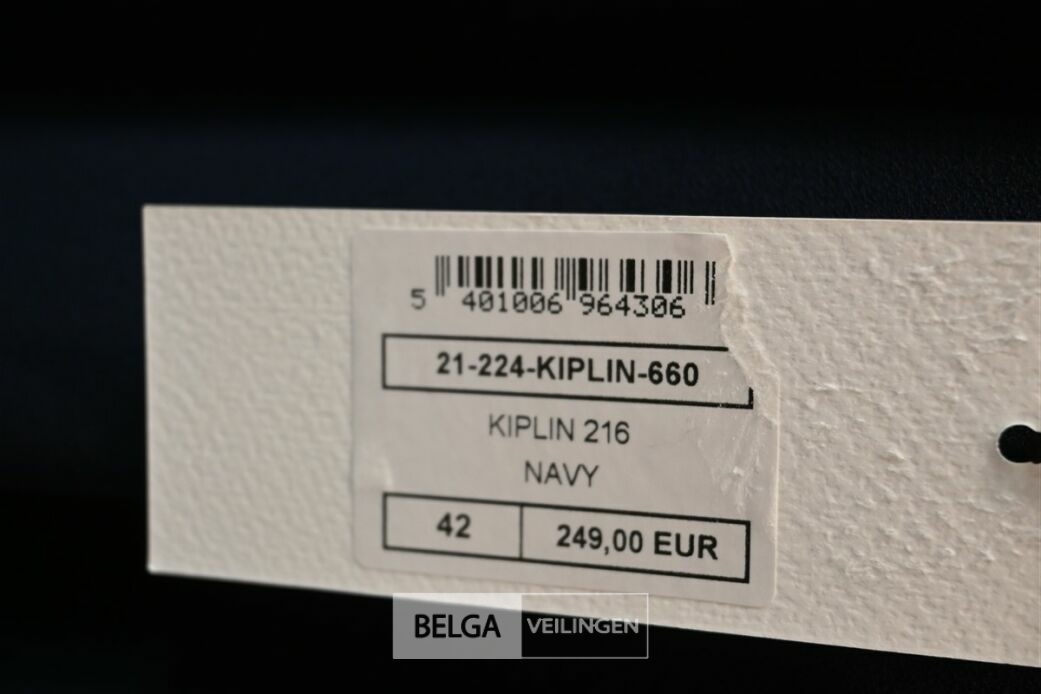 5 401006 964306
21-224-KIPLIN-660
KIPLIN 216
NAVY
42 249,00 EUR
BELGA VEILINGEN